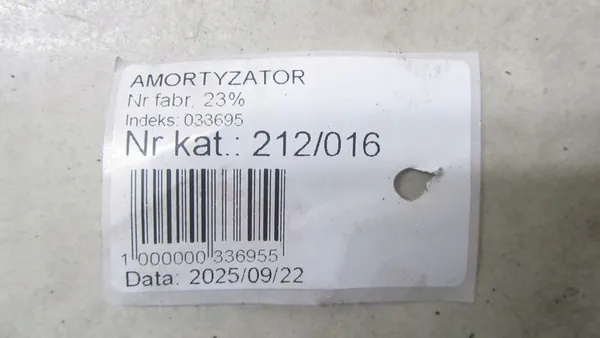 AMORTYZATOR
Nr fabr. 23%
Indeks: 033695
Nr kat.: 212/016
1 000000 336955
Data: 2025/09/22